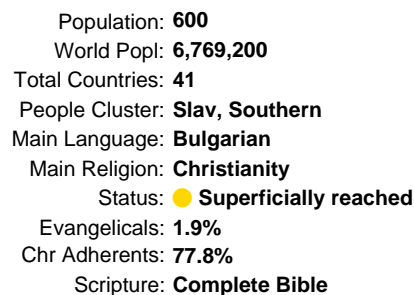 Population: 600
World Popl: 6,769,200
Total Countries: 41
People Cluster: Slav, Southern
Main Language: Bulgarian
Main Religion: Christianity
Status: Superficially reached
Evangelicals: 1.9%
Chr Adherents: 77.8%
Scripture: Complete Bible